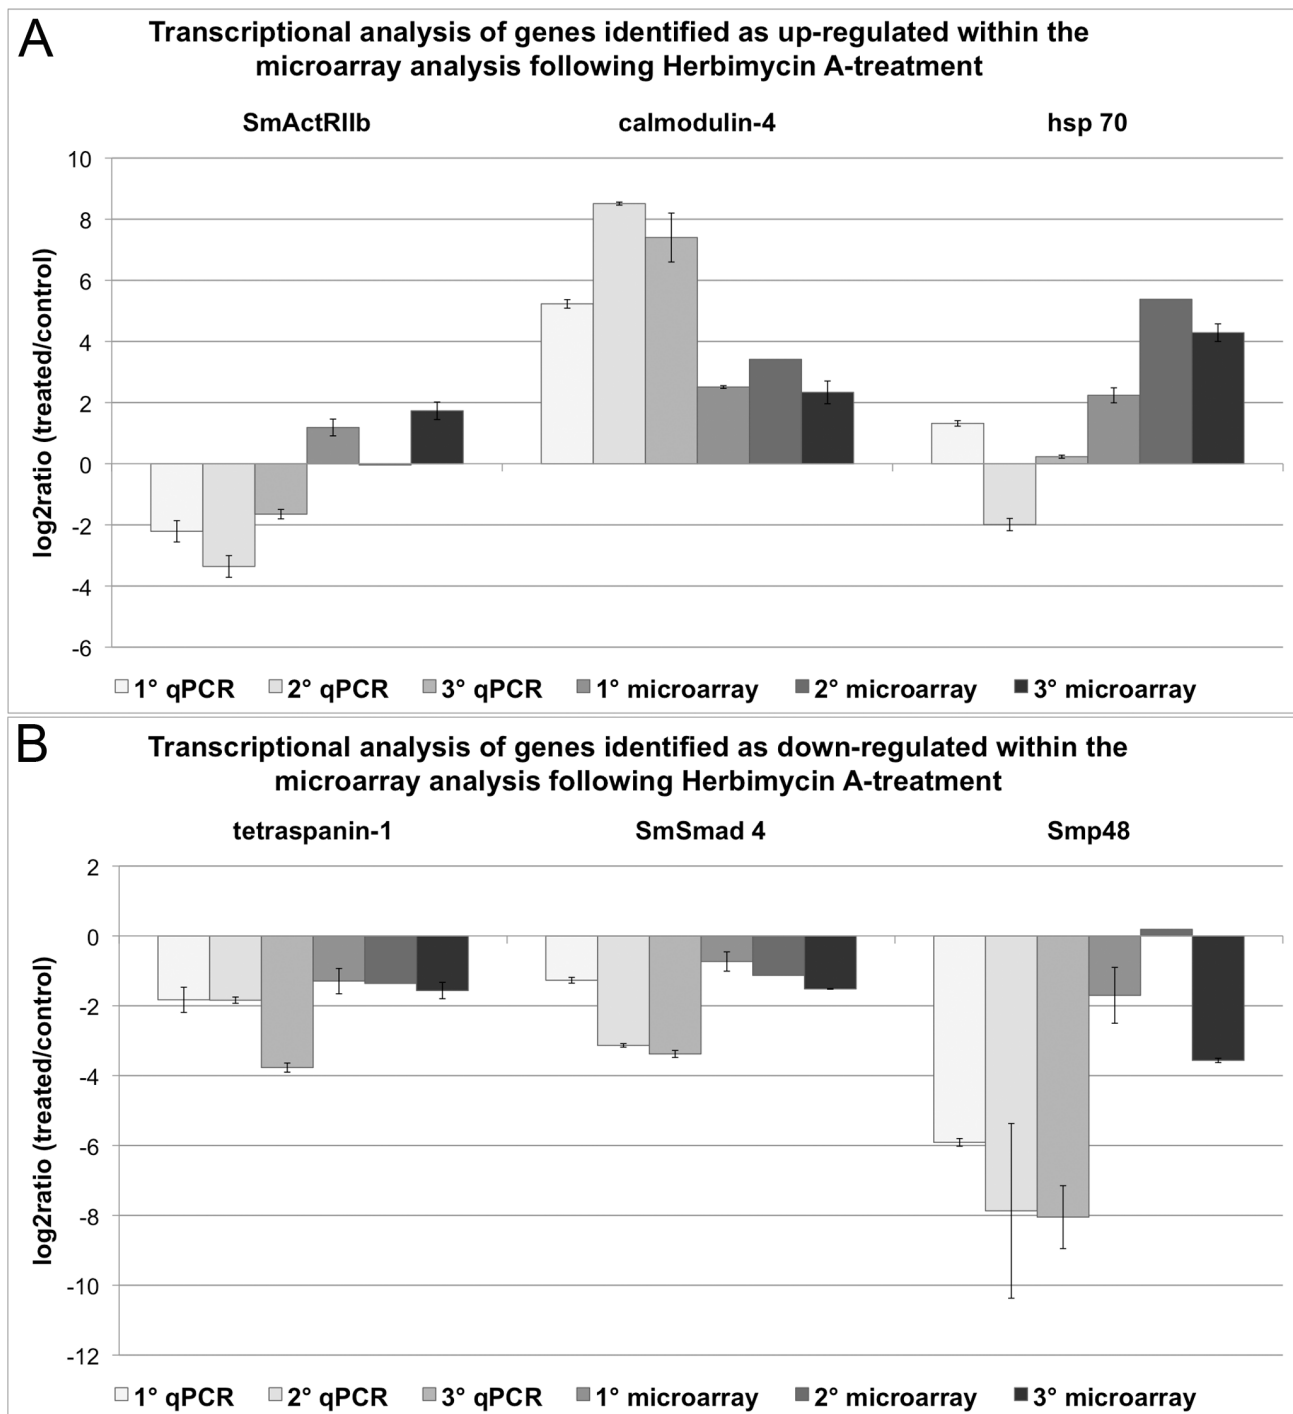 A
Transcriptional analysis of genes identified as up-regulated within the
microarray analysis following Herbimycin A-treatment
SmActRIIb calmodulin-4 hsp 70
log2ratio (treated/control)
10
8
6
4
2
0
-2
-4
-6
1° qPCR 2° qPCR 3° qPCR 1° microarray 2° microarray 3° microarray
B
Transcriptional analysis of genes identified as down-regulated within the
microarray analysis following Herbimycin A-treatment
tetraspanin-1 SmSmad 4 Smp48
log2ratio (treated/control)
2
0
-2
-4
-6
-8
-10
-12
1° qPCR 2° qPCR 3° qPCR 1° microarray 2° microarray 3° microarray